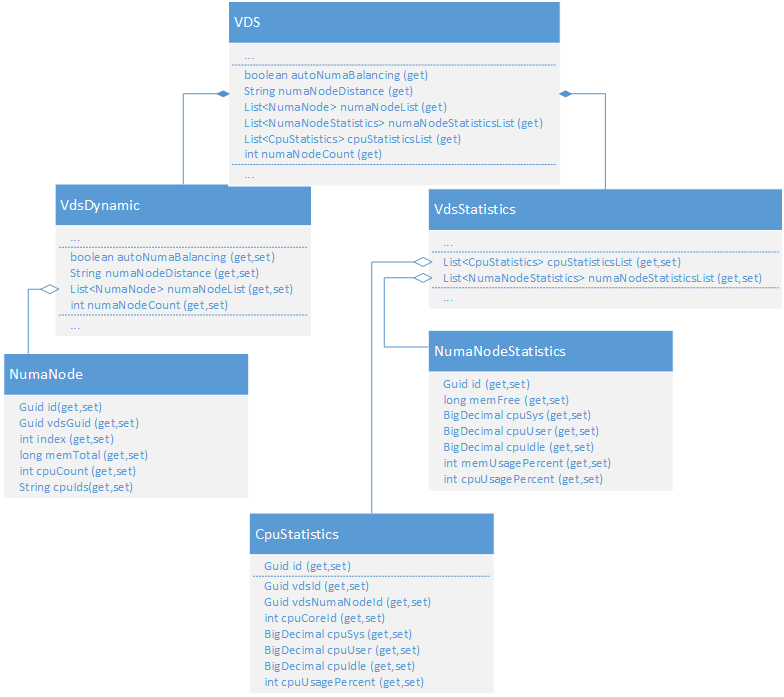 VDS
...
boolean autoNumaBalancing (get)
String numaNodeDistance (get)
List<NumaNode> numaNodeList (get)
List<NumaNodeStatistics> numaNodeStatisticsList (get)
List<CpuStatistics> cpuStatisticsList (get)
int numaNodeCount (get)
...
VdsDynamic
...
boolean autoNumaBalancing (get,set)
String numaNodeDistance (get,set)
List<NumaNode> numaNodeList (get,set)
int numaNodeCount (get,set)
...
VdsStatistics
...
List<CpuStatistics> cpuStatisticsList (get,set)
List<NumaNodeStatistics> numaNodeStatisticsList (get,set)
...
NumaNode
Guid id(get,set)
Guid vdsGuid (get,set)
int index (get,set)
long memTotal (get,set)
int cpuCount (get,set)
String cpuIds(get,set)
NumaNodeStatistics
Guid id (get,set)
long memFree (get,set)
BigDecimal cpuSys (get,set)
BigDecimal cpuUser (get,set)
BigDecimal cpuIdle (get,set)
int memUsagePercent (get,set)
int cpuUsagePercent (get,set)
CpuStatistics
Guid id (get,set)
Guid vdsId (get,set)
Guid vdsNumaNodeId (get,set)
int cpuCoreId (get,set)
BigDecimal cpuSys (get,set)
BigDecimal cpuUser (get,set)
BigDecimal cpuIdle (get,set)
int cpuUsagePercent (get,set)